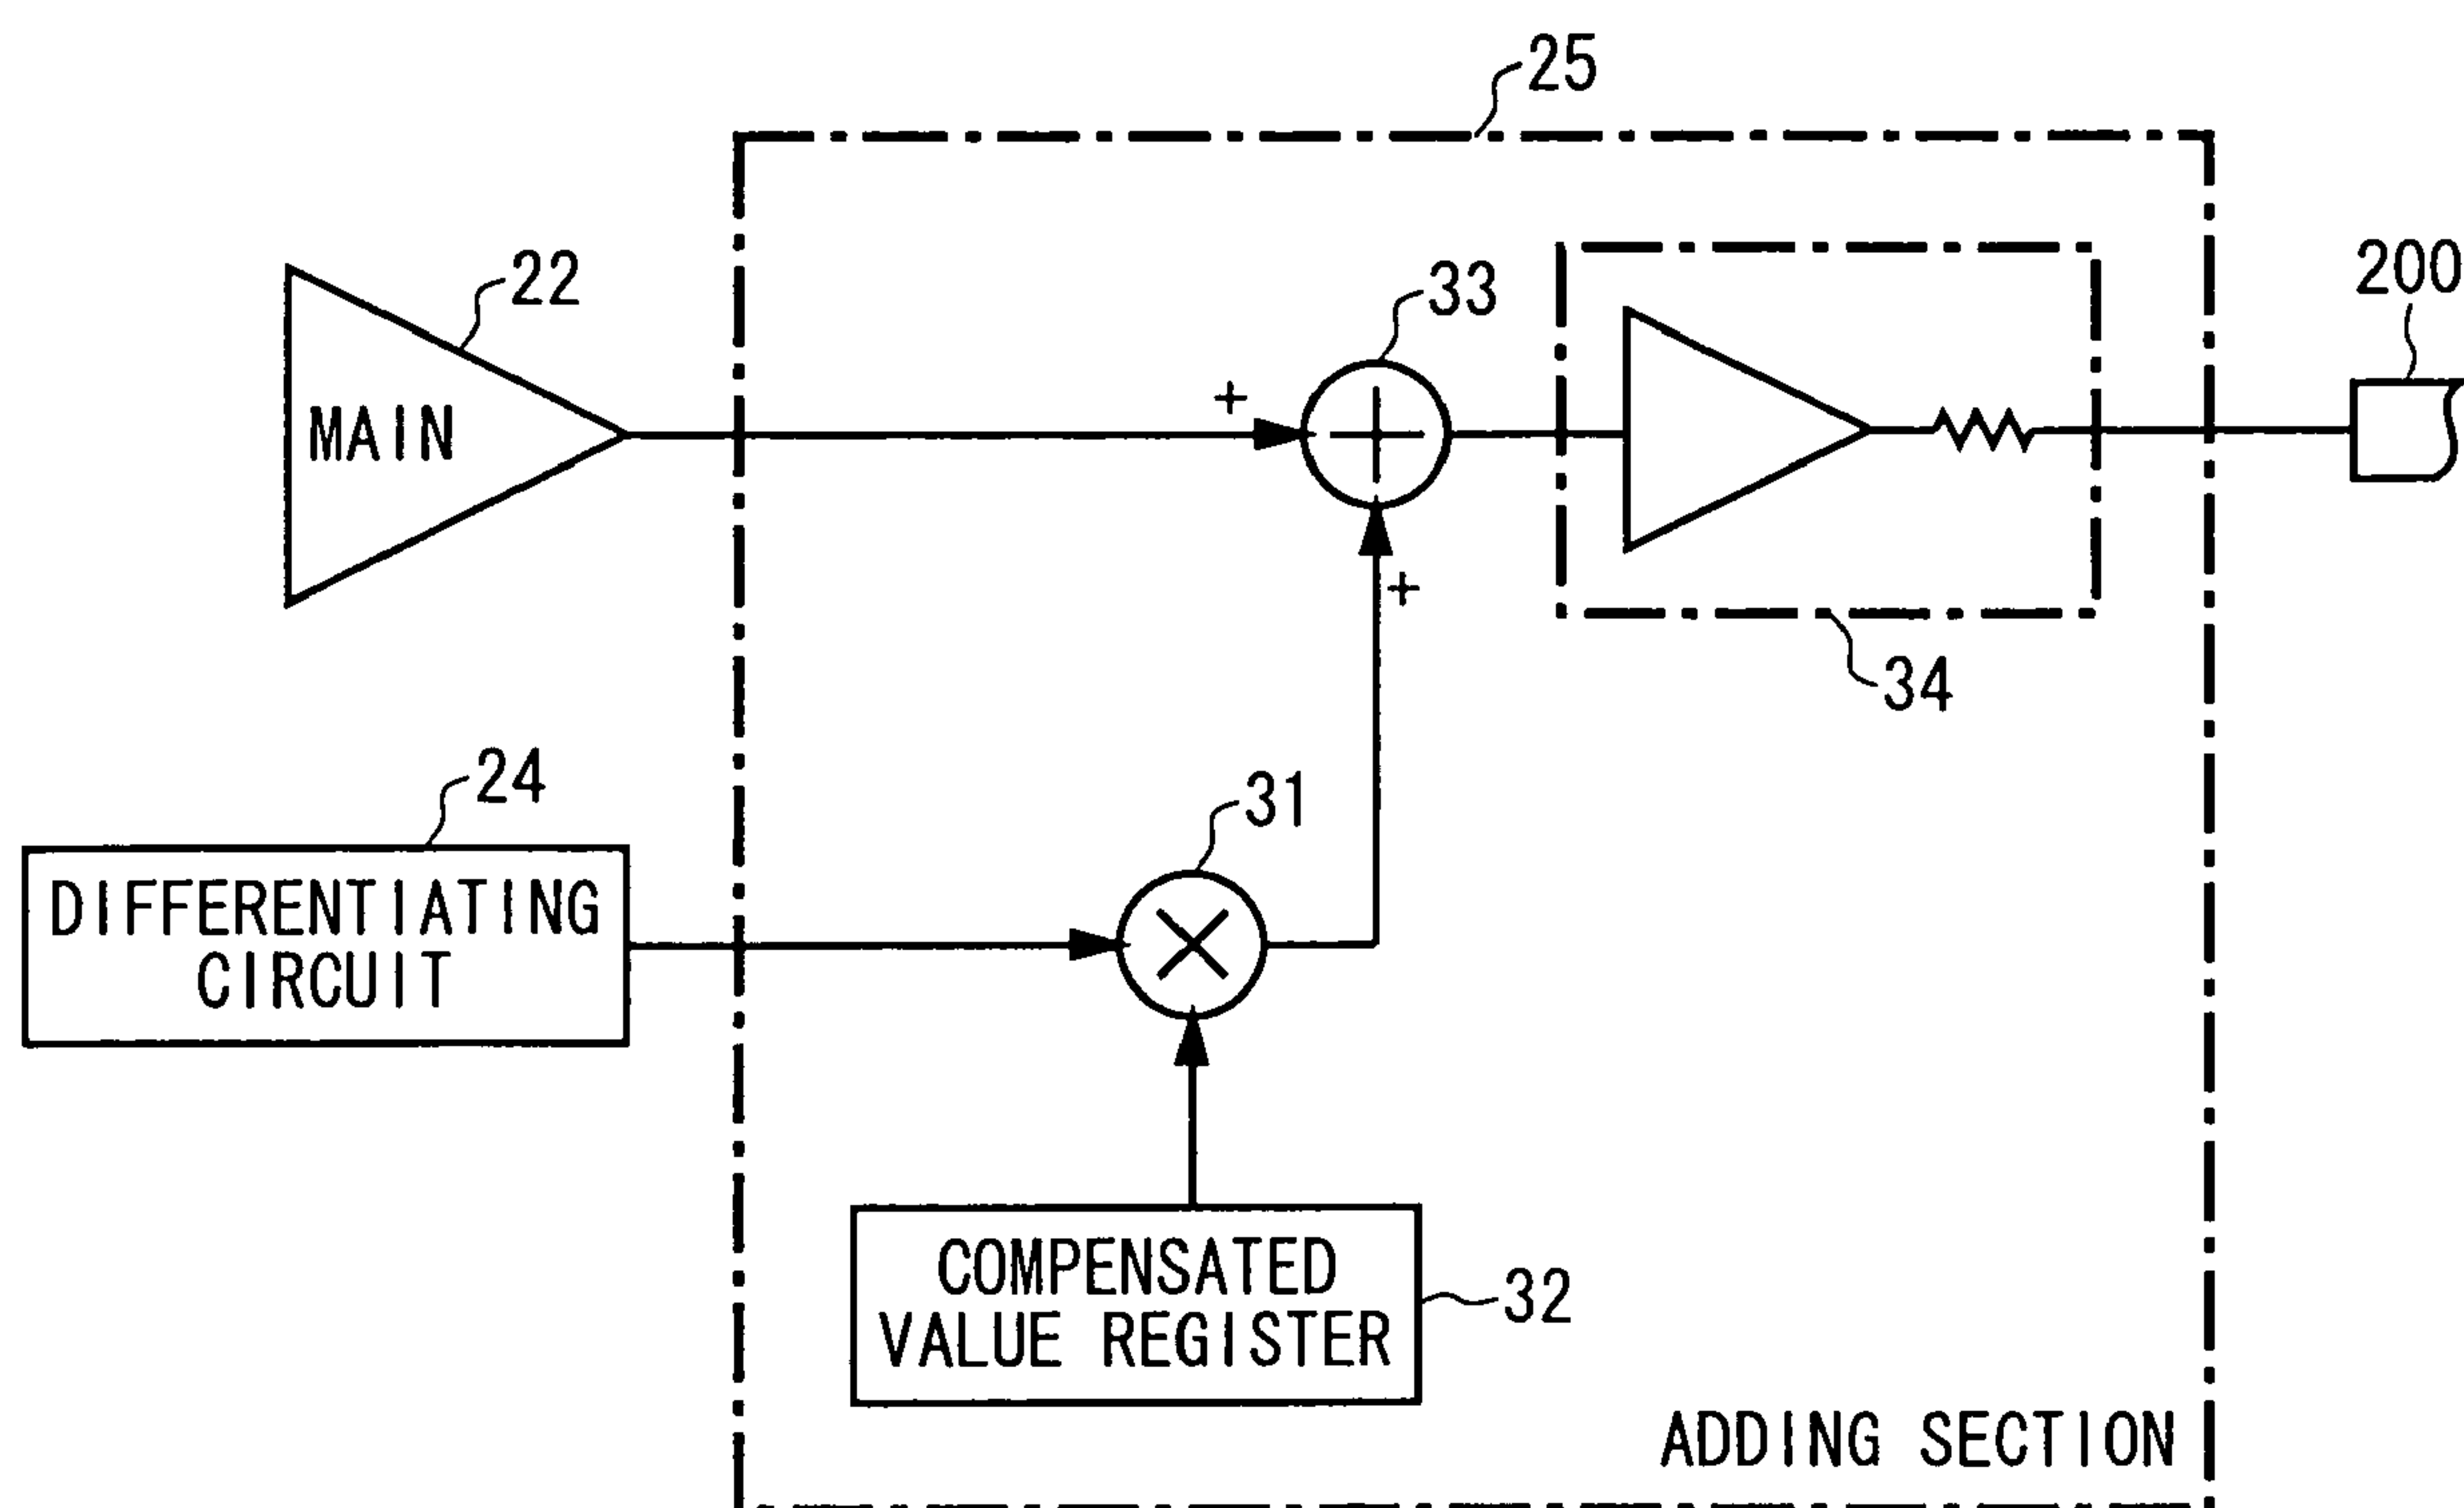 25
22
33
200
MAIN
+
+
34
24
31
DIFFERENTIATING
CIRCUIT
COMPENSATED
VALUE REGISTER
32
ADDING SECTION